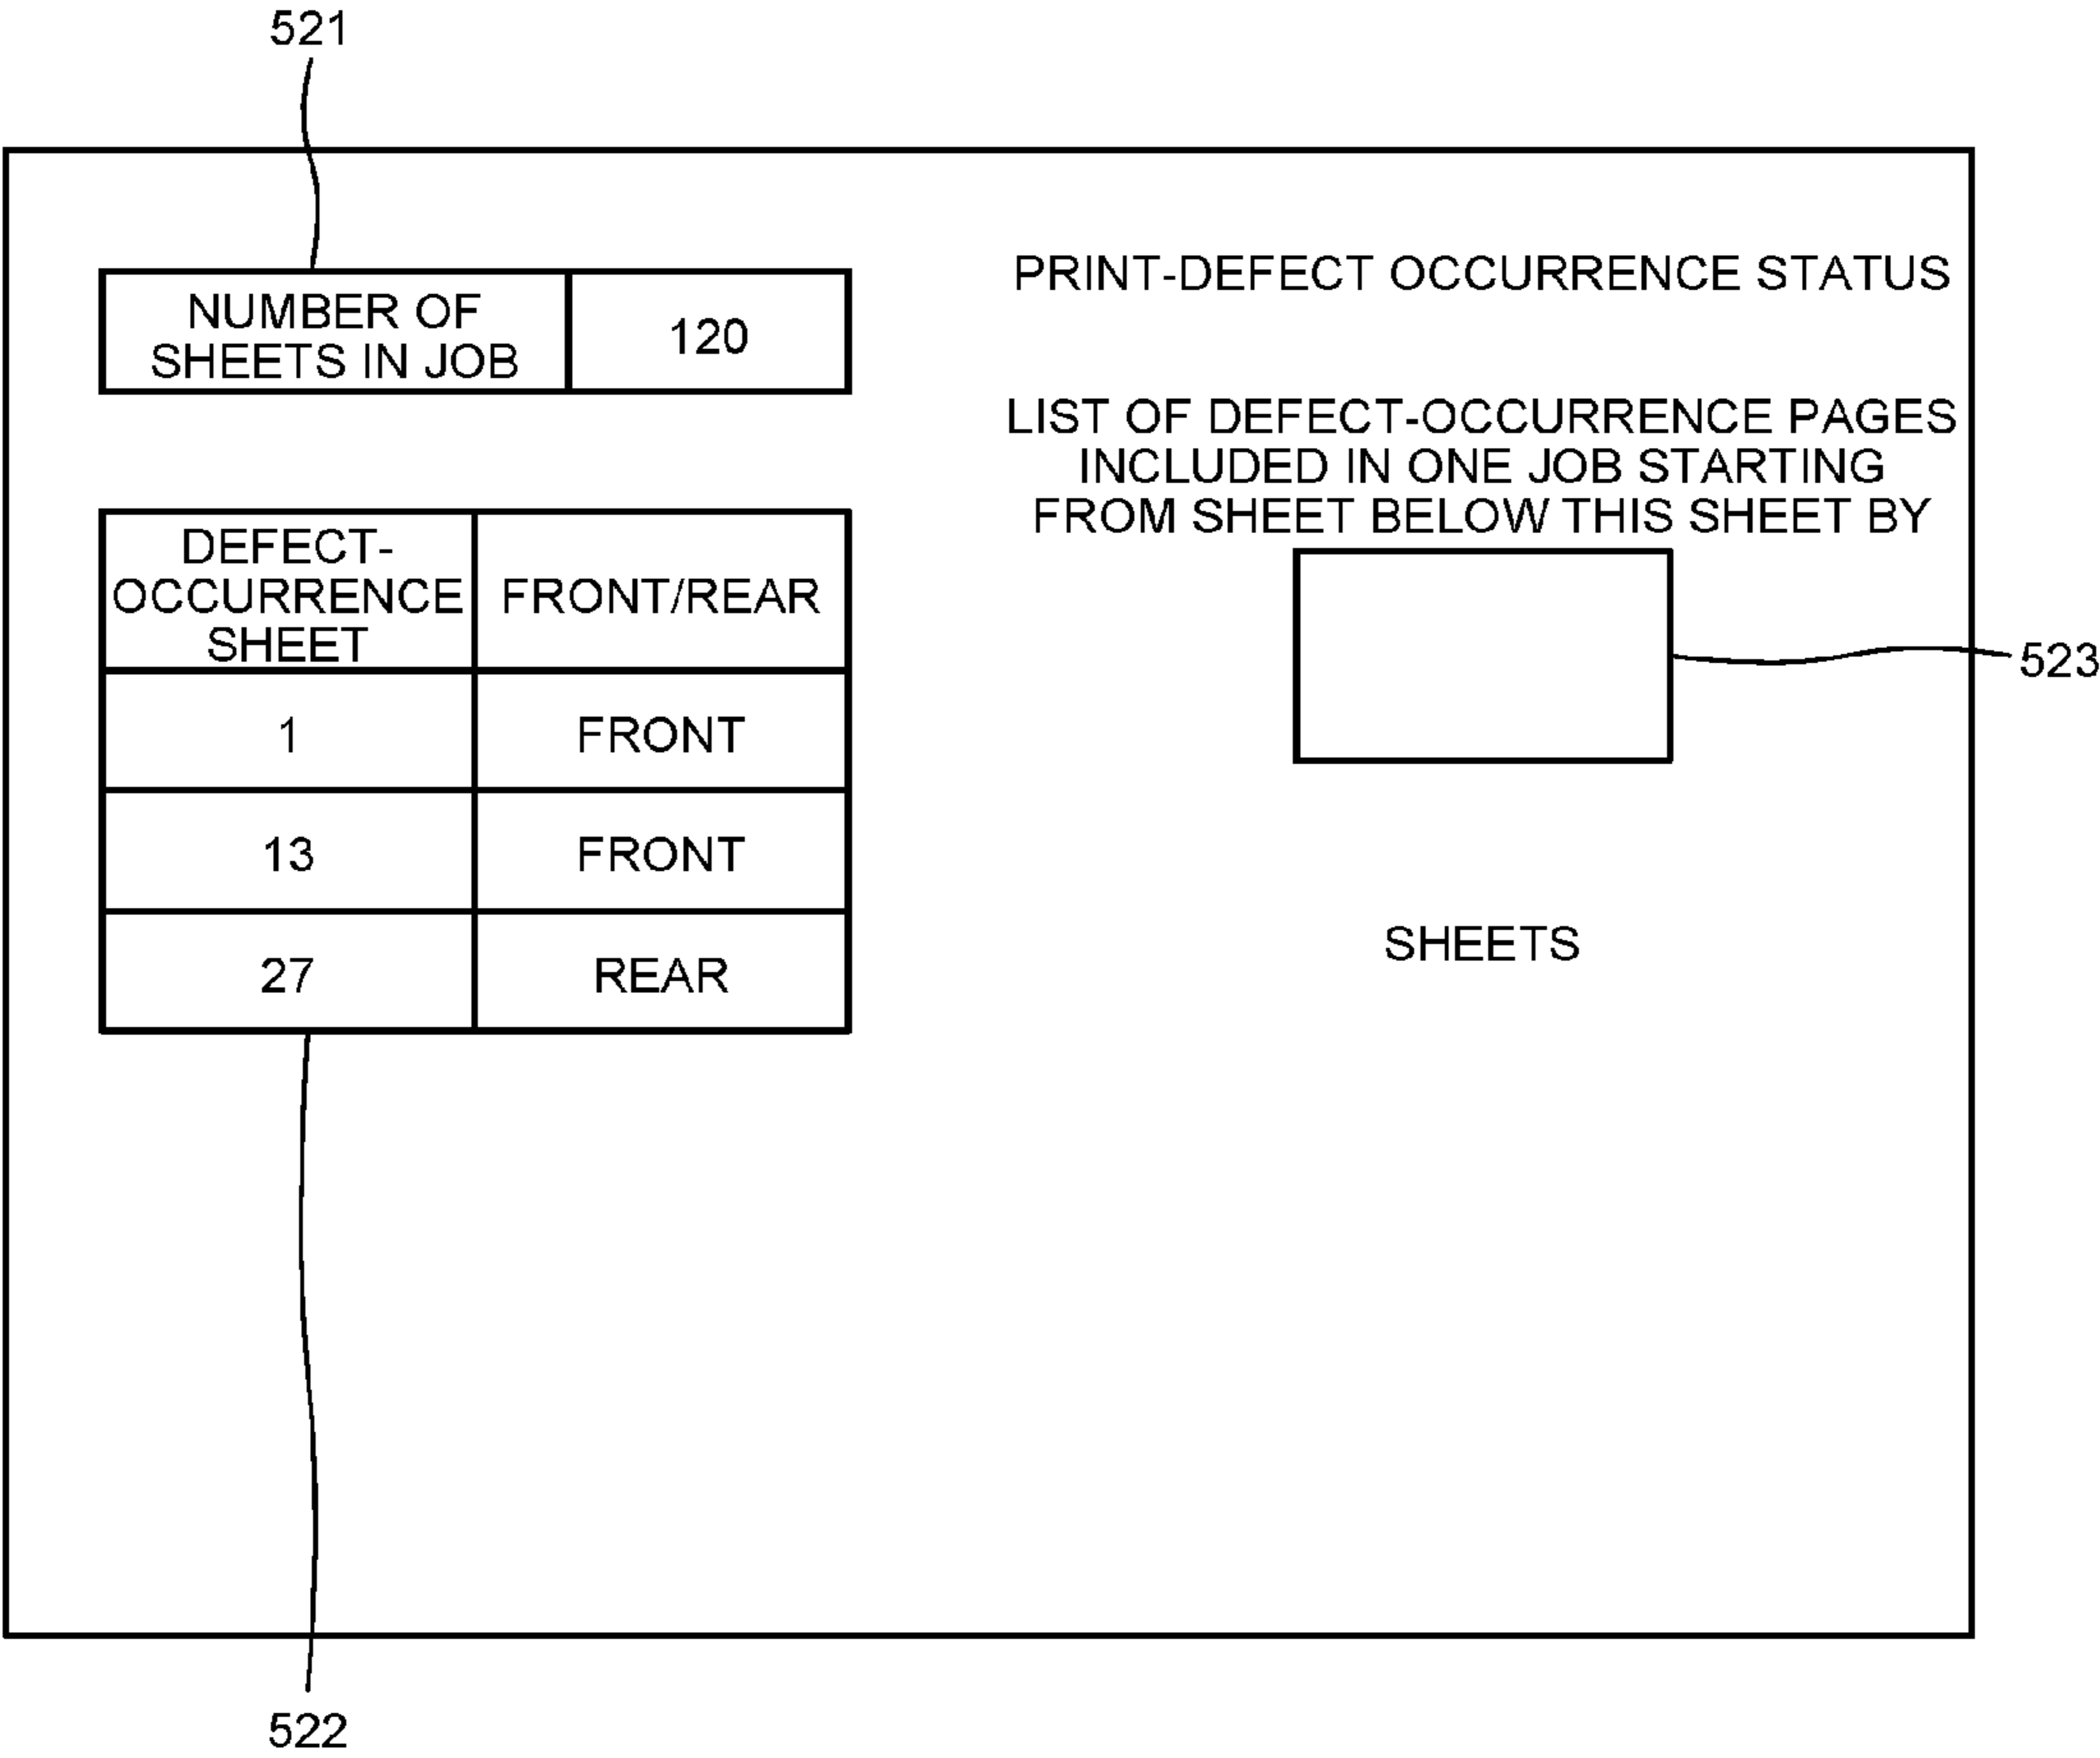 521
NUMBER OF
SHEETS IN JOB
120
PRINT-DEFECT OCCURRENCE STATUS
LIST OF DEFECT-OCCURRENCE PAGES
INCLUDED IN ONE JOB STARTING
FROM SHEET BELOW THIS SHEET BY
523
SHEETS
DEFECT-
OCCURRENCE
SHEET
FRONT/REAR
1
FRONT
13
FRONT
27
REAR
522